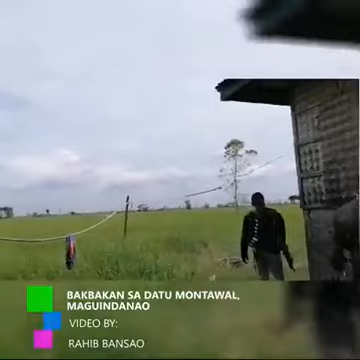 BAKBAKAN SA DATU MONTAWAL,
MAGUINDANAO
VIDEO BY:
RAHIB BANSAO